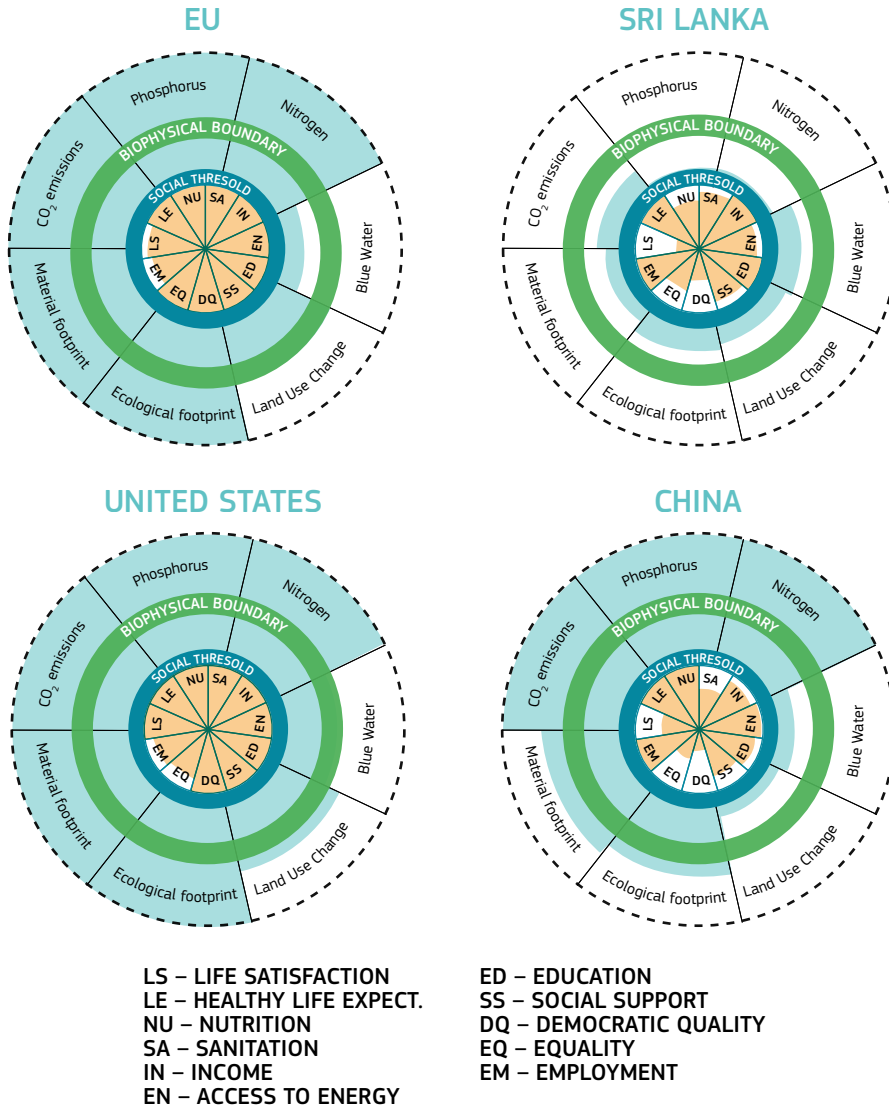 EU
Phosphorus
Nitrogen
CO₂ emissions
BIOPHYSICAL BOUNDARY
SOCIAL THRESOLD
NU
SA
LE
IN
LS
EN
EM
ED
EQ
DQ
SS
Blue Water
Material footprint
Ecological footprint
Land Use Change
SRI LANKA
Phosphorus
Nitrogen
CO₂ emissions
BIOPHYSICAL BOUNDARY
SOCIAL THRESOLD
NU
SA
LE
IN
LS
EN
EM
ED
EQ
DQ
SS
Blue Water
Material footprint
Ecological footprint
Land Use Change
UNITED STATES
Phosphorus
Nitrogen
CO₂ emissions
BIOPHYSICAL BOUNDARY
SOCIAL THRESOLD
NU
SA
LE
IN
LS
EN
EM
ED
EQ
DQ
SS
Blue Water
Material footprint
Ecological footprint
Land Use Change
CHINA
Phosphorus
Nitrogen
CO₂ emissions
BIOPHYSICAL BOUNDARY
SOCIAL THRESOLD
NU
SA
LE
IN
LS
EN
EM
ED
EQ
DQ
SS
Blue Water
Material footprint
Ecological footprint
Land Use Change
LS – LIFE SATISFACTION
LE – HEALTHY LIFE EXPECT.
NU – NUTRITION
SA – SANITATION
IN – INCOME
EN – ACCESS TO ENERGY
ED – EDUCATION
SS – SOCIAL SUPPORT
DQ – DEMOCRATIC QUALITY
EQ – EQUALITY
EM – EMPLOYMENT